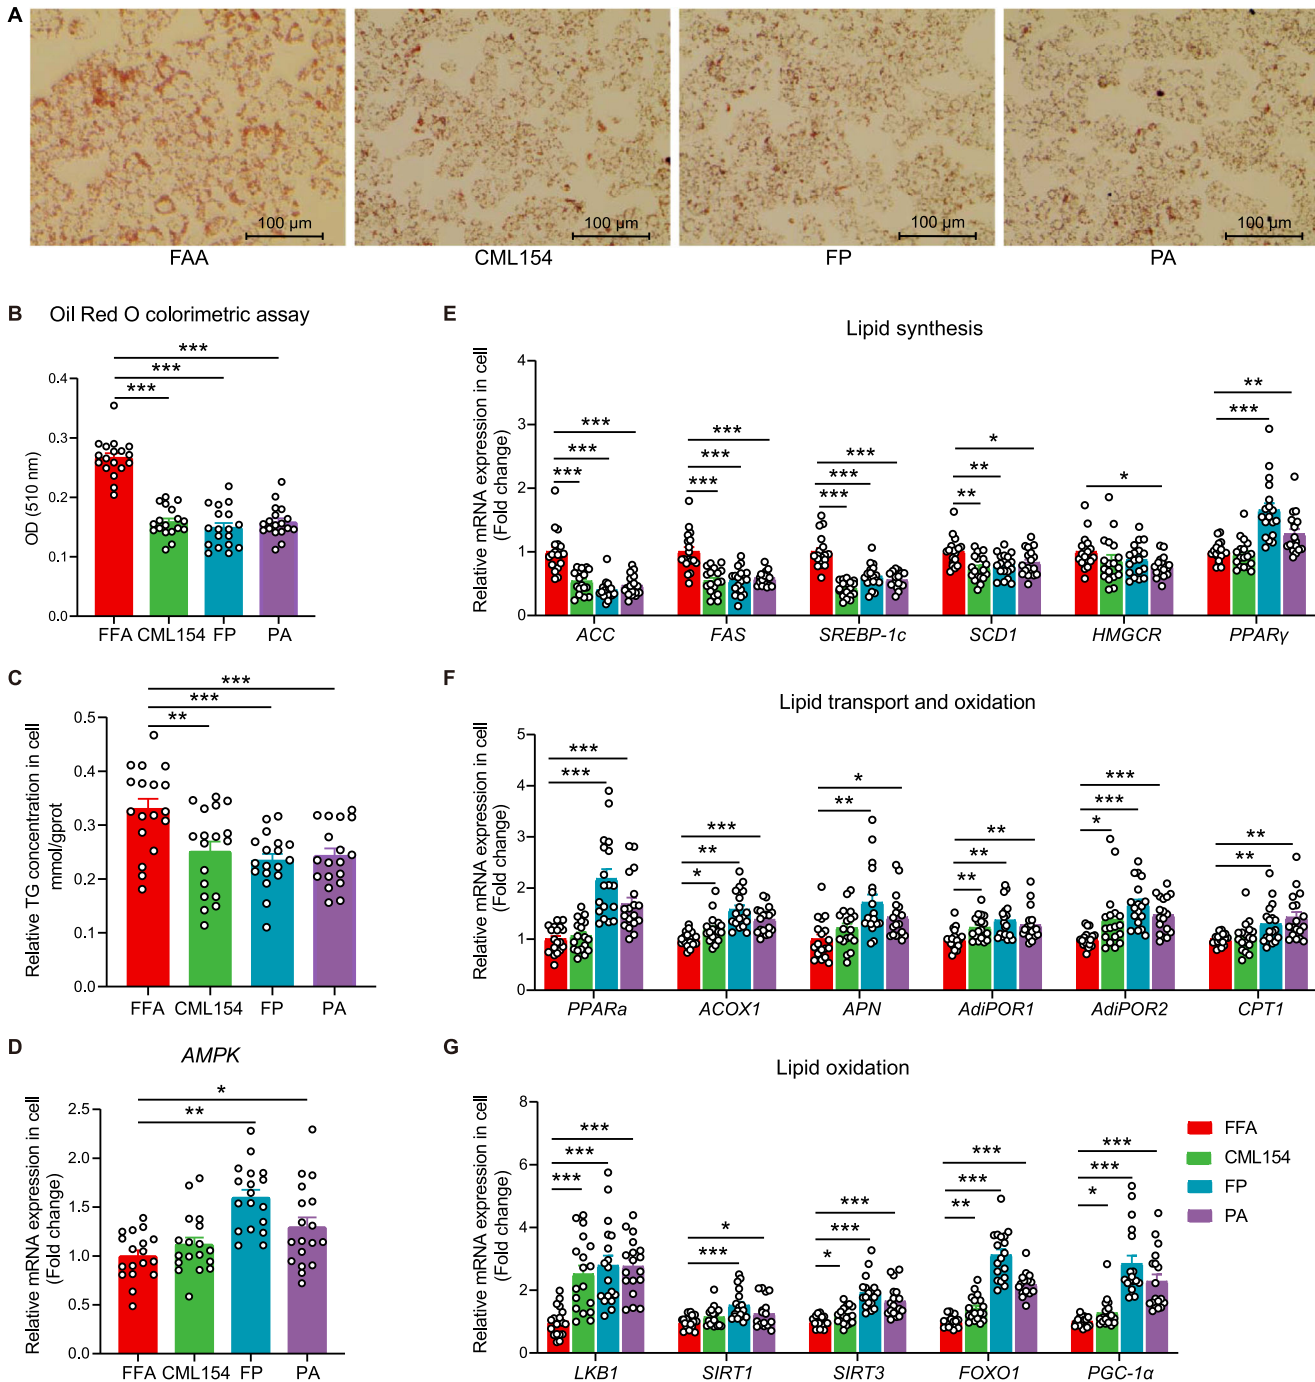 A
100 µm
100 µm
100 µm
100 µm
FAA
CML154
FP
PA
B
Oil Red O colorimetric assay
OD (510 nm)
0.4
0.3
0.2
0.1
0.0
***
***
***
FFA
CML154
FP
PA
C
Relative TG concentration in cell
mmol/gprot
0.5
0.4
0.3
0.2
0.1
0.0
***
***
**
FFA
CML154
FP
PA
D
AMPK
Relative mRNA expression in cell
(Fold change)
2.5
2.0
1.5
1.0
0.5
0.0
*
**
FFA
CML154
FP
PA
E
Lipid synthesis
Relative mRNA expression in cell
(Fold change)
4
3
2
1
0
***
***
***
***
***
***
***
***
***
*
**
**
*
**
***
ACC
FAS
SREBP-1c
SCD1
HMGCR
PPARγ
F
Lipid transport and oxidation
Relative mRNA expression in cell
(Fold change)
5
4
3
2
1
0
***
***
***
**
*
*
**
**
**
**
***
***
*
**
**
PPARa
ACOX1
APN
AdiPOR1
AdiPOR2
CPT1
G
Lipid oxidation
Relative mRNA expression in cell
(Fold change)
8
6
4
2
0
***
***
***
*
***
***
***
*
***
***
**
***
***
*
LKB1
SIRT1
SIRT3
FOXO1
PGC-1α
FFA
CML154
FP
PA